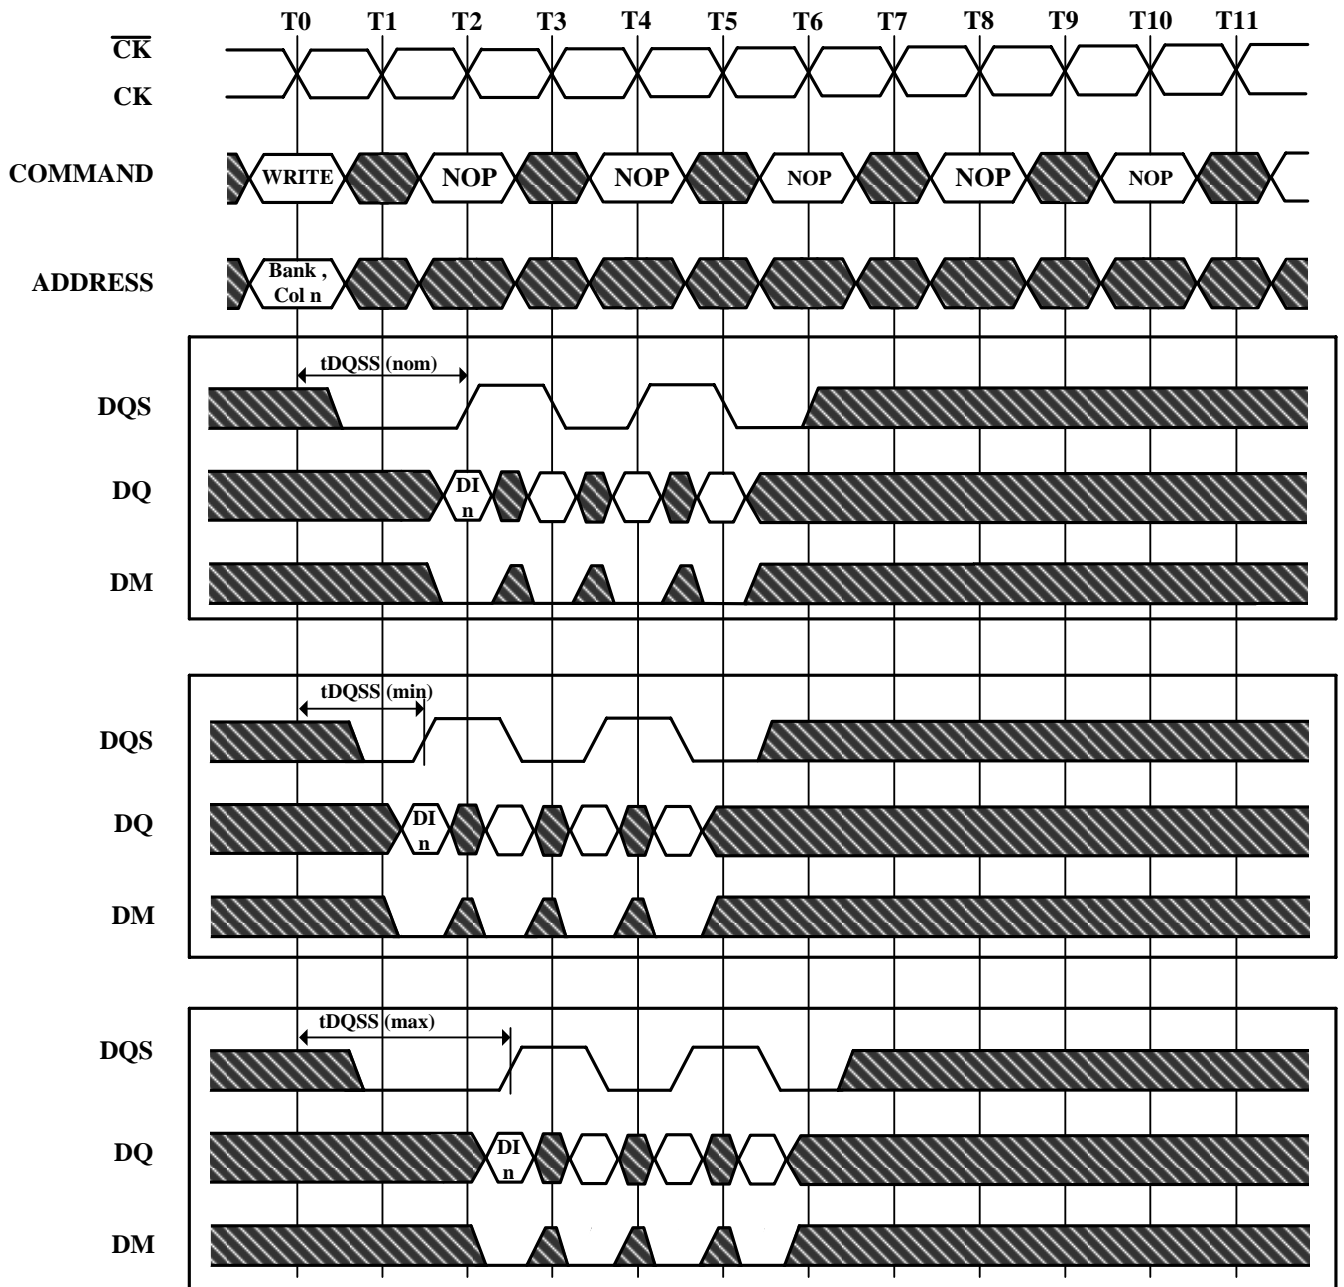 T0 T1 T2 T3 T4 T5 T6 T7 T8 T9 T10 T11
C̅K̅
CK
COMMAND WRITE NOP NOP NOP NOP NOP
ADDRESS Bank ,
Col n
tDQSS (nom)
DQS
DQ DI
n
DM
tDQSS (min)
DQS
DQ DI
n
DM
tDQSS (max)
DQS
DQ DI
n
DM